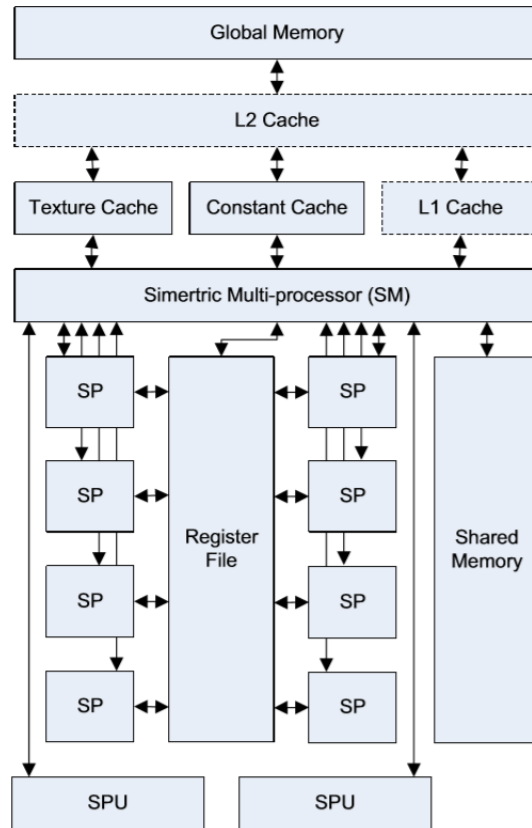 Global Memory
L2 Cache
Texture Cache
Constant Cache
L1 Cache
Simertric Multi-processor (SM)
SP
SP
SP
SP
Register
File
SP
SP
SP
SP
Shared
Memory
SPU
SPU